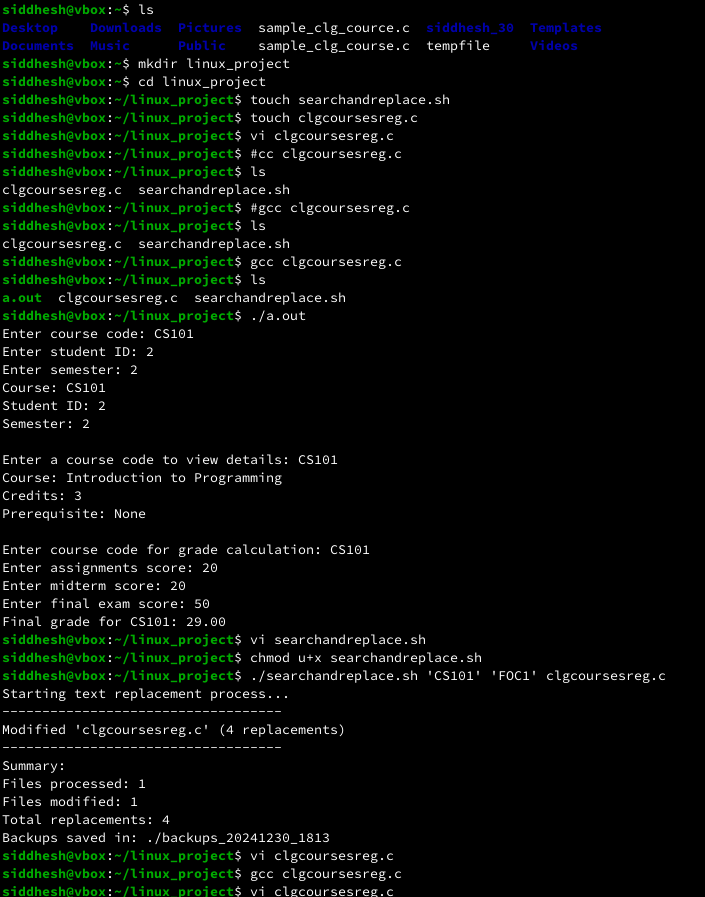 siddhesh@vbox:~$ ls
Desktop    Downloads  Pictures  sample_clg_cource.c  siddhesh_30  Templates
Documents  Music      Public    sample_clg_course.c  tempfile     Videos
siddhesh@vbox:~$ mkdir linux_project
siddhesh@vbox:~$ cd linux_project
siddhesh@vbox:~/linux_project$ touch searchandreplace.sh
siddhesh@vbox:~/linux_project$ touch clgcoursesreg.c
siddhesh@vbox:~/linux_project$ vi clgcoursesreg.c
siddhesh@vbox:~/linux_project$ #cc clgcoursesreg.c
siddhesh@vbox:~/linux_project$ ls
clgcoursesreg.c  searchandreplace.sh
siddhesh@vbox:~/linux_project$ #gcc clgcoursesreg.c
siddhesh@vbox:~/linux_project$ ls
clgcoursesreg.c  searchandreplace.sh
siddhesh@vbox:~/linux_project$ gcc clgcoursesreg.c
siddhesh@vbox:~/linux_project$ ls
a.out  clgcoursesreg.c  searchandreplace.sh
siddhesh@vbox:~/linux_project$ ./a.out
Enter course code: CS101
Enter student ID: 2
Enter semester: 2
Course: CS101
Student ID: 2
Semester: 2

Enter a course code to view details: CS101
Course: Introduction to Programming
Credits: 3
Prerequisite: None

Enter course code for grade calculation: CS101
Enter assignments score: 20
Enter midterm score: 20
Enter final exam score: 50
Final grade for CS101: 29.00
siddhesh@vbox:~/linux_project$ vi searchandreplace.sh
siddhesh@vbox:~/linux_project$ chmod u+x searchandreplace.sh
siddhesh@vbox:~/linux_project$ ./searchandreplace.sh 'CS101' 'FOC1' clgcoursesreg.c
Starting text replacement process...
-----------------------------------
Modified 'clgcoursesreg.c' (4 replacements)
-----------------------------------
Summary:
Files processed: 1
Files modified: 1
Total replacements: 4
Backups saved in: ./backups_20241230_1813
siddhesh@vbox:~/linux_project$ vi clgcoursesreg.c
siddhesh@vbox:~/linux_project$ gcc clgcoursesreg.c
siddhesh@vbox:~/linux_project$ vi clgcoursesreg.c